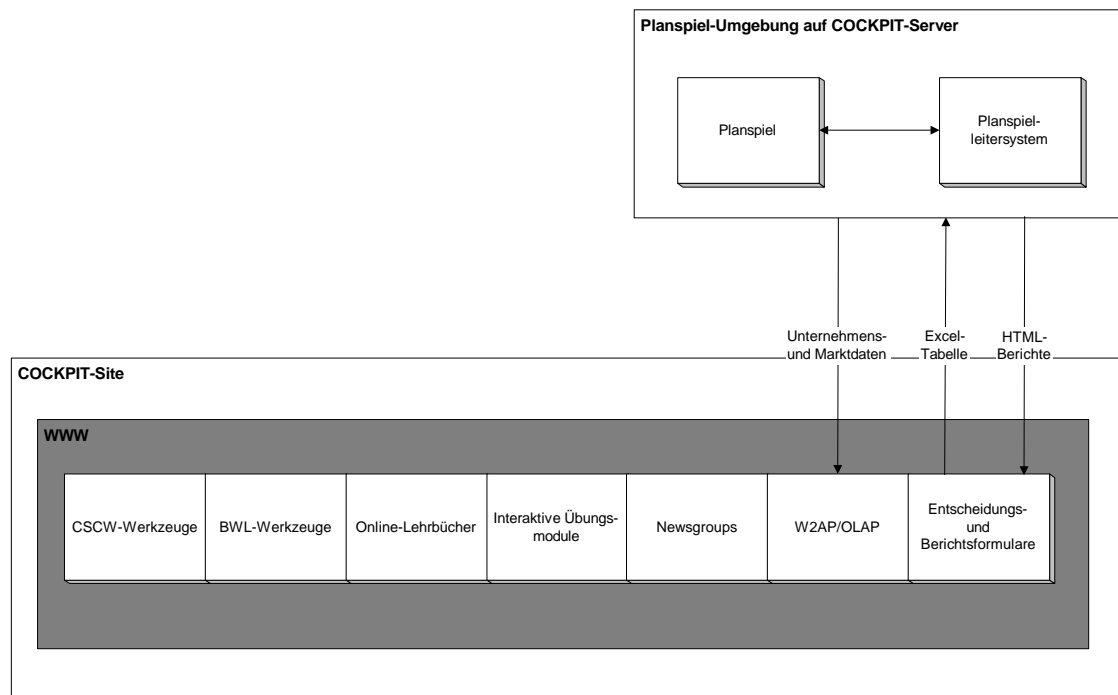 Planspiel-Umgebung auf COCKPIT-Server
Planspiel
Planspiel-
leitersystem
Unternehmens-
und Marktdaten
Excel-
Tabelle
HTML-
Berichte
COCKPIT-Site
WWW
CSCW-Werkzeuge
BWL-Werkzeuge
Online-Lehrbücher
Interaktive Übungs-
module
Newsgroups
W2AP/OLAP
Entscheidungs-
und
Berichtsformulare